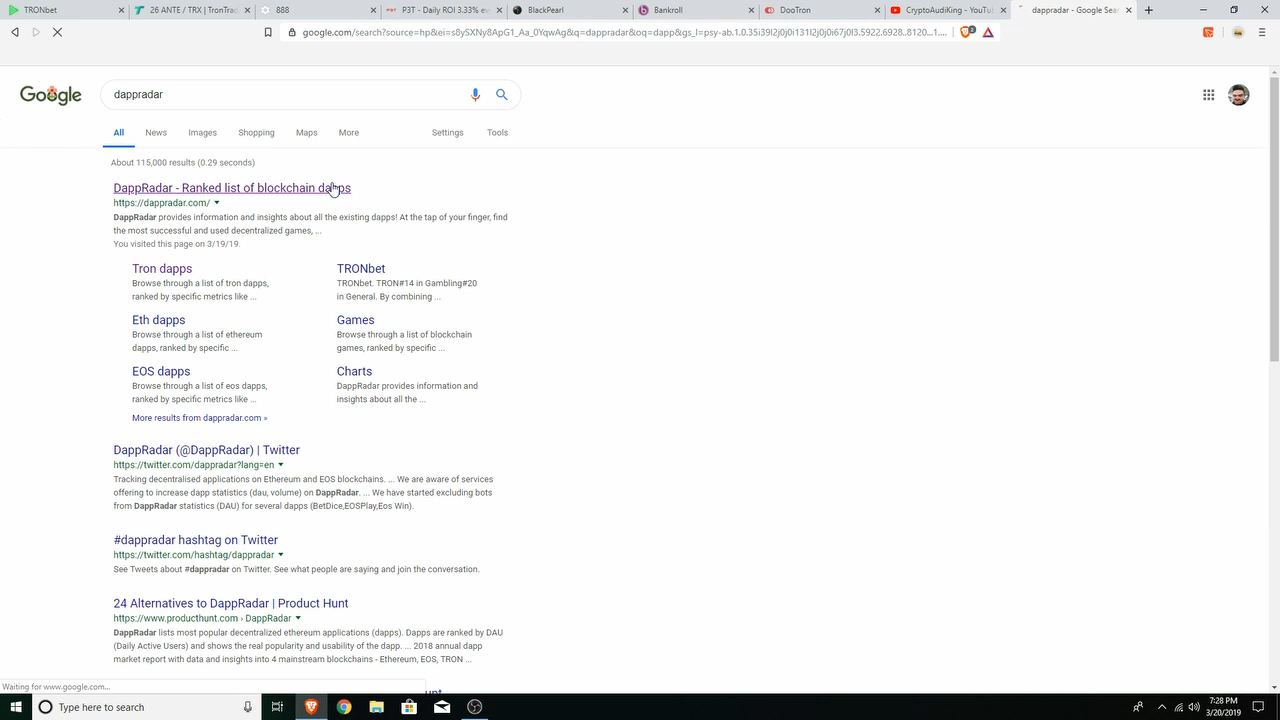 TRONbet
26 ANTE / TRX | TronTrad
888
P3T - Daily ROI 3.33% eve
BlackPearl
Bankroll
DooTron
CryptoAudiKing - YouTu
dappradar - Google Sear
google.com/search?source=hp&ei=s8ySXNy8ApG1_Aa_0YqwAg&q=dappradar&oq=dapp&gs_l=psy-ab.1.0.35i39l2j0j0i131l2j0j0i67j0l3.5922.6928..8120...1....
Google
dappradar
All News Images Shopping Maps More Settings Tools
About 115,000 results (0.29 seconds)
DappRadar - Ranked list of blockchain dapps
https://dappradar.com/
DappRadar provides information and insights about all the existing dapps! At the tap of your finger, find
the most successful and used decentralized games, ...
You visited this page on 3/19/19.
Tron dapps
Browse through a list of tron dapps,
ranked by specific metrics like ...
TRONbet
TRONbet. TRON#14 in Gambling#20
in General. By combining ...
Eth dapps
Browse through a list of ethereum
dapps, ranked by specific ...
Games
Browse through a list of blockchain
games, ranked by specific ...
EOS dapps
Browse through a list of eos dapps,
ranked by specific metrics like ...
Charts
DappRadar provides information and
insights about all the ...
More results from dappradar.com »
DappRadar (@DappRadar) | Twitter
https://twitter.com/dappradar?lang=en
Tracking decentralised applications on Ethereum and EOS blockchains. ... We are aware of services
offering to increase dapp statistics (dau, volume) on DappRadar. ... We have started excluding bots
from DappRadar statistics (DAU) for several dapps (BetDice,EOSPlay,Eos Win).
#dappradar hashtag on Twitter
https://twitter.com/hashtag/dappradar
See Tweets about #dappradar on Twitter. See what people are saying and join the conversation.
24 Alternatives to DappRadar | Product Hunt
https://www.producthunt.com › DappRadar
DappRadar lists most popular decentralized ethereum applications (dapps). Dapps are ranked by DAU
(Daily Active Users) and shows the real popularity and usability of the dapp. ... 2018 annual dapp
market report with data and insights into 4 mainstream blockchains - Ethereum, EOS, TRON ...
Waiting for www.google.com...
Type here to search
7:28 PM
3/20/2019